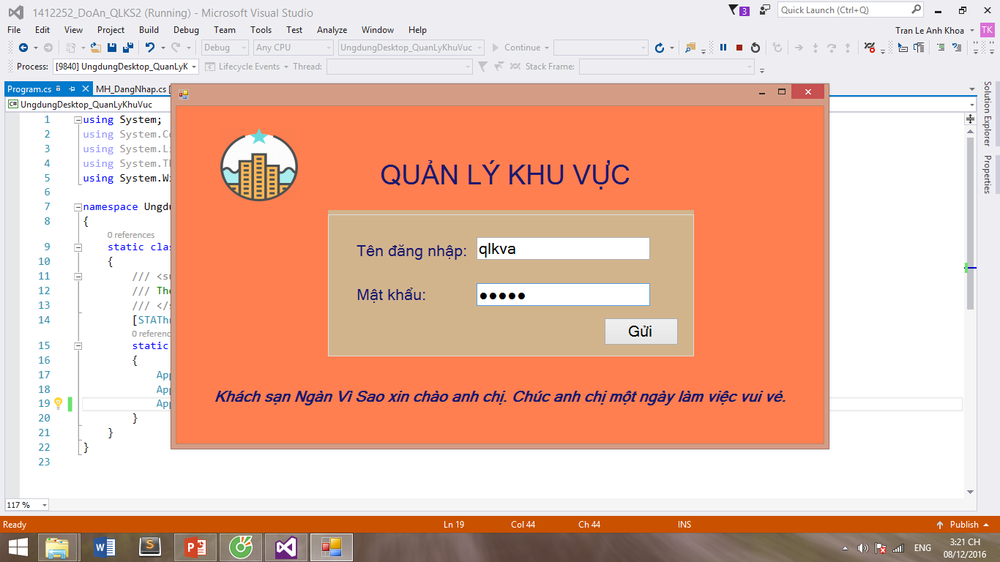 1412252_DoAn_QLKS2 (Running) - Microsoft Visual Studio
3
Quick Launch (Ctrl+Q)
File Edit View Project Build Debug Team Tools Test Analyze Window Help
Tran Le Anh Khoa TK
Debug Any CPU UngdungDesktop_QuanLyKhuVuc Continue
Process: [9840] UngdungDesktop_QuanLyK Lifecycle Events Thread: Stack Frame:
Program.cs MH_DangNhap.cs [
C# UngdungDesktop_QuanLyKhuVuc
Solution Explorer
Properties
1 using System;
2 using System.Co
3 using System.Li
4 using System.Th
5 using System.Wi
6
7 namespace Ungdu
8 {
0 references
9 static clas
10 {
11 /// <su
12 /// The
13 /// </s
14 [STAThr
0 referenc
15 static
16 {
17 App
18 App
19 App
20 }
21 }
22 }
23
QUẢN LÝ KHU VỰC
Tên đăng nhập: qlkva
Mật khẩu: ●●●●●
Gửi
Khách sạn Ngàn Vì Sao xin chào anh chị. Chúc anh chị một ngày làm việc vui vẻ.
117 %
Ready Ln 19 Col 44 Ch 44 INS Publish
ENG
3:21 CH
08/12/2016